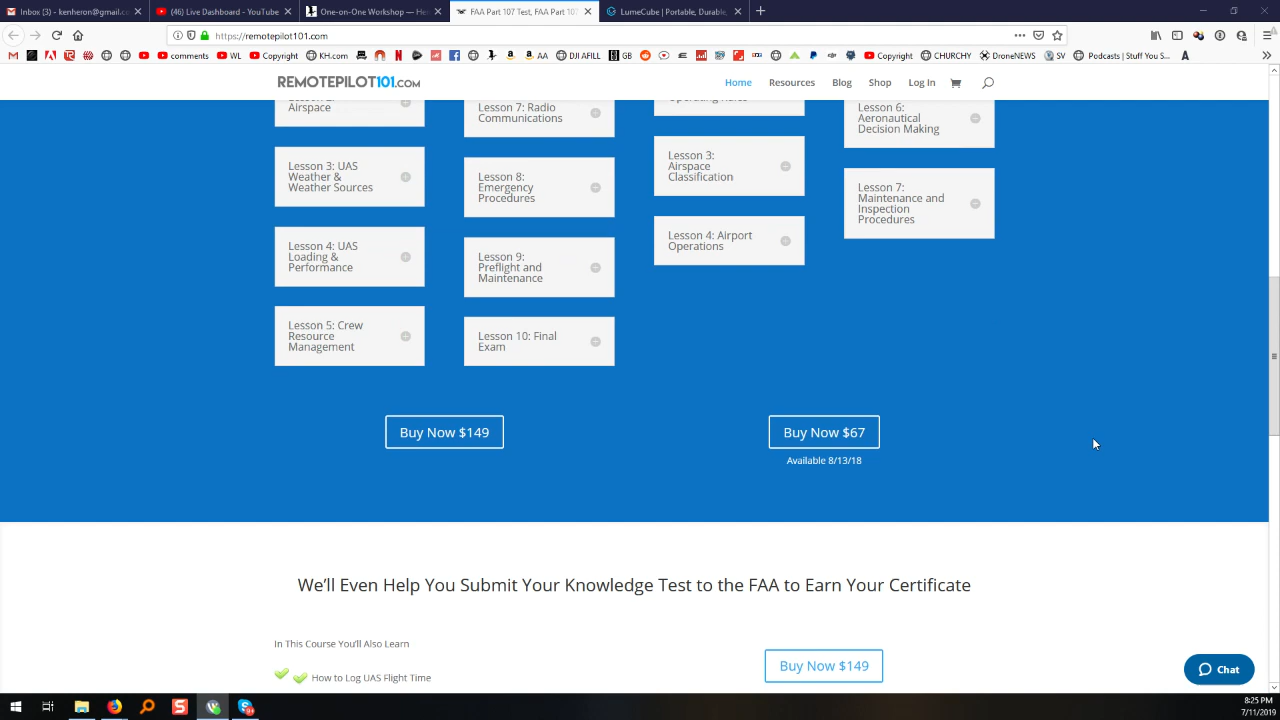 Inbox (3) - kenheron@gmail.co
(46) Live Dashboard - YouTube
One-on-One Workshop — He
FAA Part 107 Test, FAA Part 107
LumeCube | Portable, Durable,
https://remotepilot101.com
comments
WL
Copyright
KH.com
AA
DJI AFILL
GB
Copyright
CHURCHY
DroneNEWS
SV
Podcasts | Stuff You S
REMOTEPILOT101.COM
Home
Resources
Blog
Shop
Log In
Airspace
Lesson 3: UAS
Weather &
Weather Sources
Lesson 4: UAS
Loading &
Performance
Lesson 5: Crew
Resource
Management
Lesson 7: Radio
Communications
Lesson 8:
Emergency
Procedures
Lesson 9:
Preflight and
Maintenance
Lesson 10: Final
Exam
Lesson 3:
Airspace
Classification
Lesson 4: Airport
Operations
Lesson 6:
Aeronautical
Decision Making
Lesson 7:
Maintenance and
Inspection
Procedures
Buy Now $149
Buy Now $67
Available 8/13/18
We'll Even Help You Submit Your Knowledge Test to the FAA to Earn Your Certificate
In This Course You'll Also Learn
How to Log UAS Flight Time
Buy Now $149
Chat
8:25 PM
7/11/2019